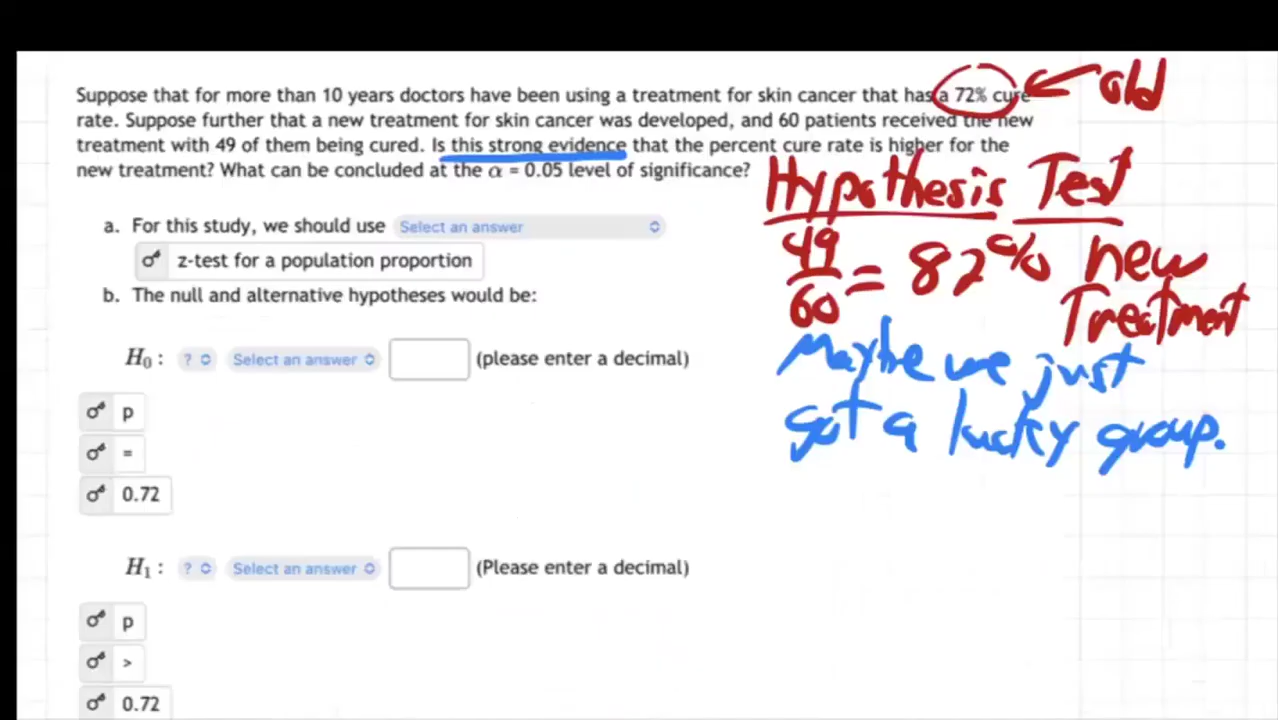 Suppose that for more than 10 years doctors have been using a treatment for skin cancer that has a 72% cure
old
rate. Suppose further that a new treatment for skin cancer was developed, and 60 patients received the new
treatment with 49 of them being cured. Is this strong evidence that the percent cure rate is higher for the
new treatment? What can be concluded at the α = 0.05 level of significance?
Hypothesis Test
a. For this study, we should use Select an answer
z-test for a population proportion
49/60 = 82% new
Treatment
b. The null and alternative hypotheses would be:
Maybe we just
got a lucky group.
H₀ : ? Select an answer (please enter a decimal)
p
=
0.72
H₁ : ? Select an answer (Please enter a decimal)
p
>
0.72